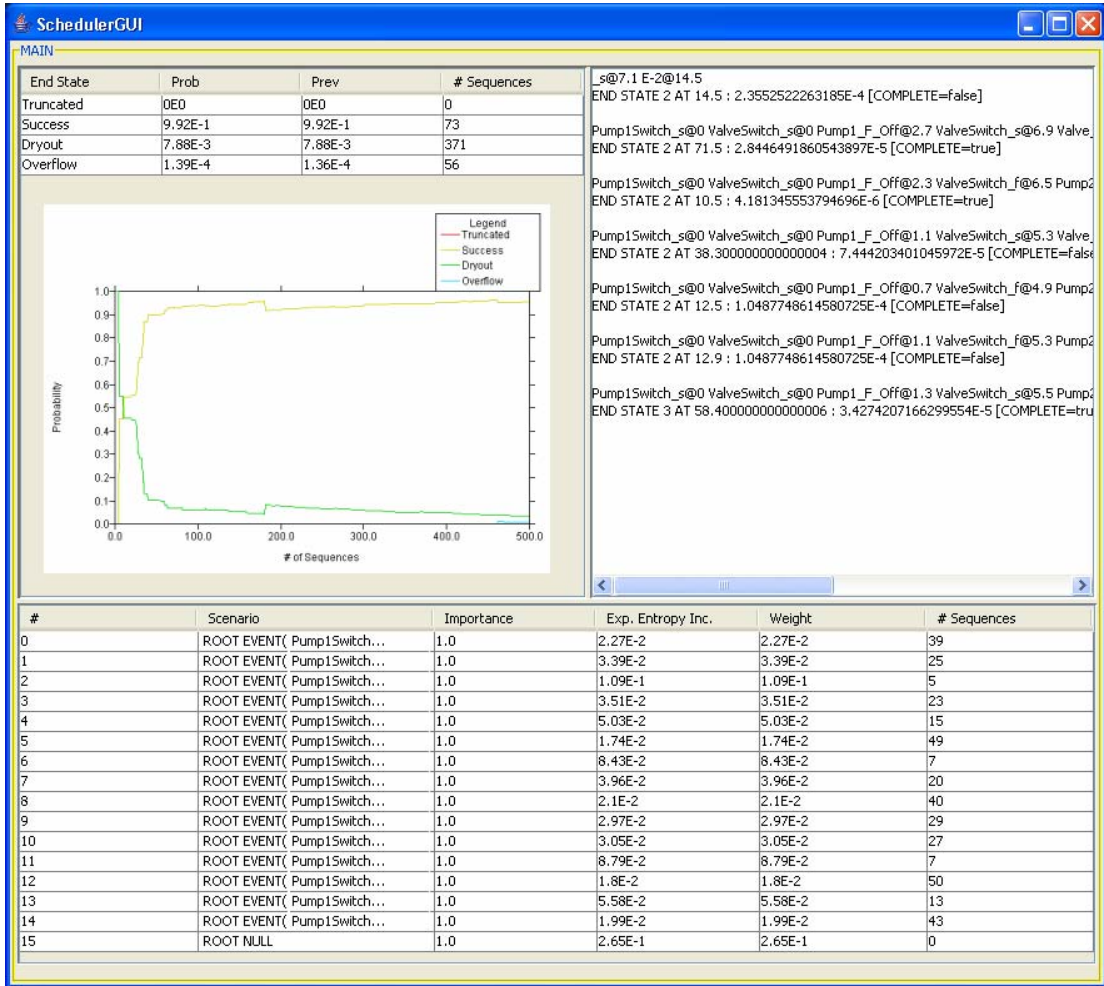 SchedulerGUI
MAIN
End State Prob Prev # Sequences
Truncated 0E0 0E0 0
Success 9.92E-1 9.92E-1 73
Dryout 7.88E-3 7.88E-3 371
Overflow 1.39E-4 1.36E-4 56
Legend
Truncated
Success
Dryout
Overflow
1.0
0.9
0.8
0.7
0.6
0.5
0.4
0.3
0.2
0.1
0.0
Probability
0.0 100.0 200.0 300.0 400.0 500.0
# of Sequences
_s@7.1 E-2@14.5
END STATE 2 AT 14.5 : 2.3552522263185E-4 [COMPLETE=false]
Pump1Switch_s@0 ValveSwitch_s@0 Pump1_F_Off@2.7 ValveSwitch_s@6.9 Valve_
END STATE 2 AT 71.5 : 2.8446491860543897E-5 [COMPLETE=true]
Pump1Switch_s@0 ValveSwitch_s@0 Pump1_F_Off@2.3 ValveSwitch_f@6.5 Pump2
END STATE 2 AT 10.5 : 4.181345553794696E-6 [COMPLETE=true]
Pump1Switch_s@0 ValveSwitch_s@0 Pump1_F_Off@1.1 ValveSwitch_s@5.3 Valve_
END STATE 2 AT 38.300000000000004 : 7.444203401045972E-5 [COMPLETE=false
Pump1Switch_s@0 ValveSwitch_s@0 Pump1_F_Off@0.7 ValveSwitch_f@4.9 Pump2
END STATE 2 AT 12.5 : 1.0487748614580725E-4 [COMPLETE=false]
Pump1Switch_s@0 ValveSwitch_s@0 Pump1_F_Off@1.1 ValveSwitch_f@5.3 Pump2
END STATE 2 AT 12.9 : 1.0487748614580725E-4 [COMPLETE=false]
Pump1Switch_s@0 ValveSwitch_s@0 Pump1_F_Off@1.3 ValveSwitch_s@5.5 Pump2
END STATE 3 AT 58.400000000000006 : 3.4274207166299554E-5 [COMPLETE=tru
# Scenario Importance Exp. Entropy Inc. Weight # Sequences
0 ROOT EVENT( Pump1Switch... 1.0 2.27E-2 2.27E-2 39
1 ROOT EVENT( Pump1Switch... 1.0 3.39E-2 3.39E-2 25
2 ROOT EVENT( Pump1Switch... 1.0 1.09E-1 1.09E-1 5
3 ROOT EVENT( Pump1Switch... 1.0 3.51E-2 3.51E-2 23
4 ROOT EVENT( Pump1Switch... 1.0 5.03E-2 5.03E-2 15
5 ROOT EVENT( Pump1Switch... 1.0 1.74E-2 1.74E-2 49
6 ROOT EVENT( Pump1Switch... 1.0 8.43E-2 8.43E-2 7
7 ROOT EVENT( Pump1Switch... 1.0 3.96E-2 3.96E-2 20
8 ROOT EVENT( Pump1Switch... 1.0 2.1E-2 2.1E-2 40
9 ROOT EVENT( Pump1Switch... 1.0 2.97E-2 2.97E-2 29
10 ROOT EVENT( Pump1Switch... 1.0 3.05E-2 3.05E-2 27
11 ROOT EVENT( Pump1Switch... 1.0 8.79E-2 8.79E-2 7
12 ROOT EVENT( Pump1Switch... 1.0 1.8E-2 1.8E-2 50
13 ROOT EVENT( Pump1Switch... 1.0 5.58E-2 5.58E-2 13
14 ROOT EVENT( Pump1Switch... 1.0 1.99E-2 1.99E-2 43
15 ROOT NULL 1.0 2.65E-1 2.65E-1 0